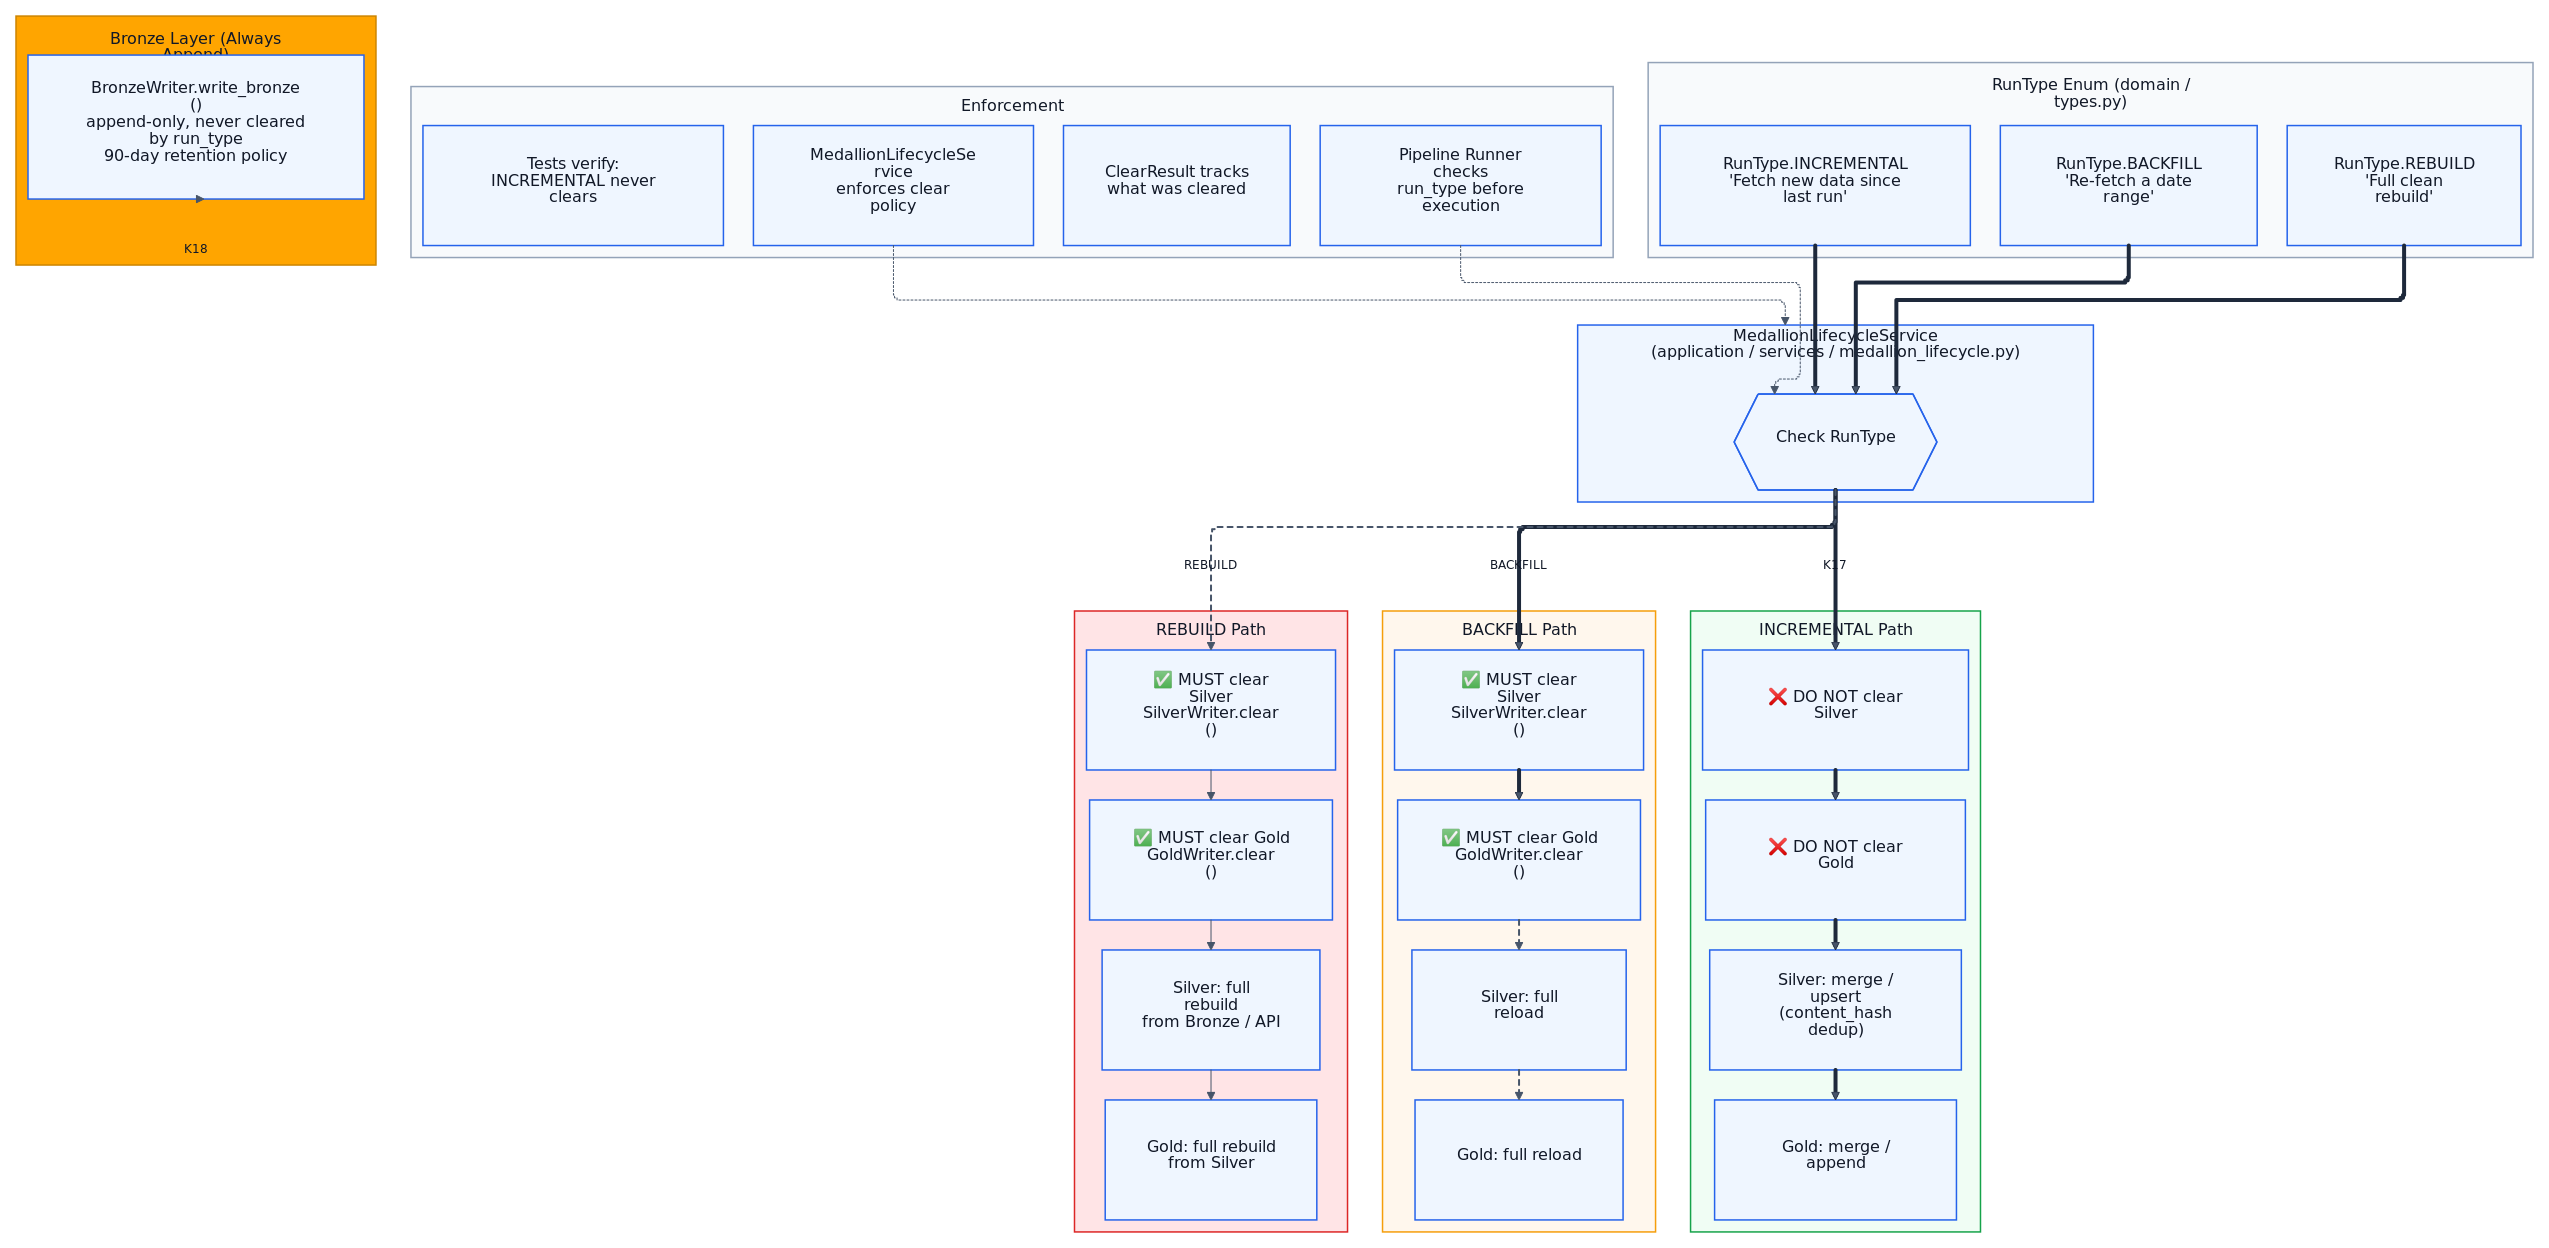 Bronze Layer (Always
Append)
BronzeWriter.write_bronze
()
append-only, never cleared
by run_type
90-day retention policy
K18
Enforcement
Tests verify:
INCREMENTAL never
clears
MedallionLifecycleSe
rvice
enforces clear
policy
ClearResult tracks
what was cleared
Pipeline Runner
checks
run_type before
execution
RunType Enum (domain /
types.py)
RunType.INCREMENTAL
'Fetch new data since
last run'
RunType.BACKFILL
'Re-fetch a date
range'
RunType.REBUILD
'Full clean
rebuild'
MedallionLifecycleService
(application / services / medallion_lifecycle.py)
Check RunType
REBUILD
BACKFILL
K17
REBUILD Path
✅ MUST clear
Silver
SilverWriter.clear
()
✅ MUST clear Gold
GoldWriter.clear
()
Silver: full
rebuild
from Bronze / API
Gold: full rebuild
from Silver
BACKFILL Path
✅ MUST clear
Silver
SilverWriter.clear
()
✅ MUST clear Gold
GoldWriter.clear
()
Silver: full
reload
Gold: full reload
INCREMENTAL Path
❌ DO NOT clear
Silver
❌ DO NOT clear
Gold
Silver: merge /
upsert
(content_hash
dedup)
Gold: merge /
append